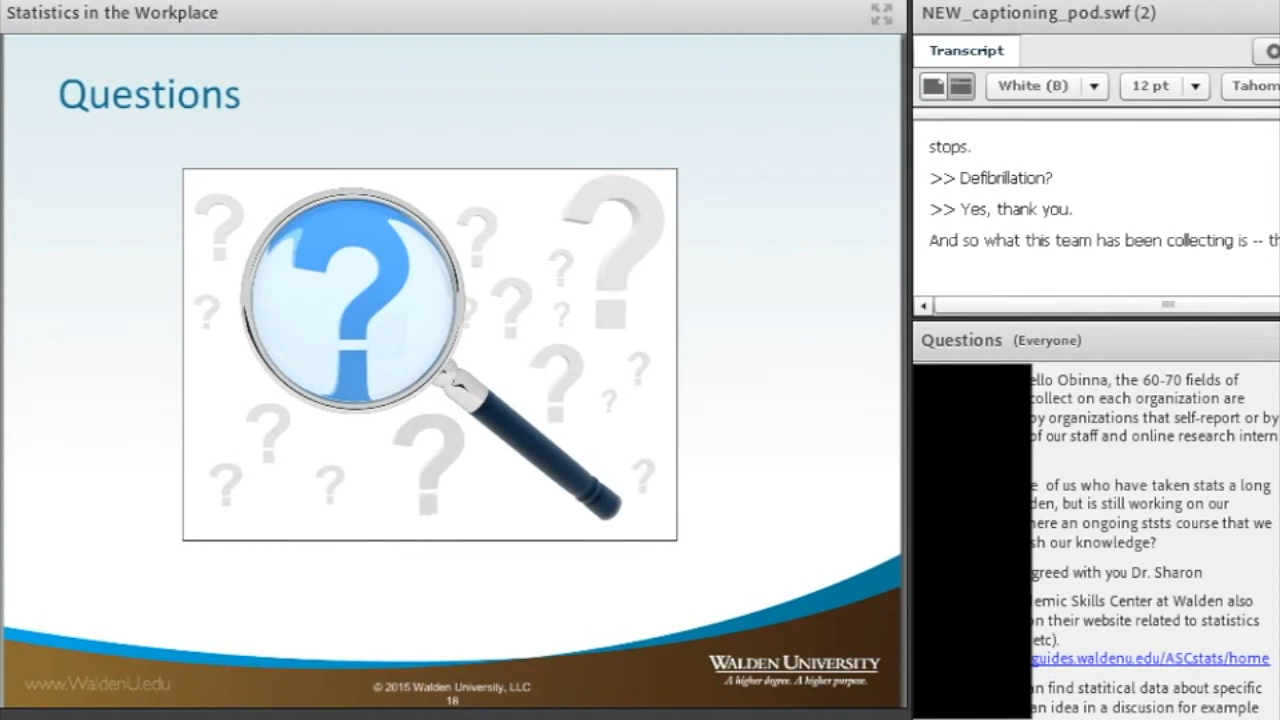 Statistics in the Workplace
Questions
www.WaldenU.edu
© 2015 Walden University, LLC
18
WALDEN UNIVERSITY
A higher degree. A higher purpose.
NEW_captioning_pod.swf (2)
Transcript
White (B)
12 pt
Tahom
stops.
>> Defibrillation?
>> Yes, thank you.
And so what this team has been collecting is -- th
Questions (Everyone)
ello Obinna, the 60-70 fields of
collect on each organization are
by organizations that self-report or by
of our staff and online research intern
e of us who have taken stats a long
den, but is still working on our
here an ongoing ststs course that we
sh our knowledge?
greed with you Dr. Sharon
demic Skills Center at Walden also
on their website related to statistics
etc).
guides.waldenu.edu/ASCstats/home
an find statitical data about specific
an idea in a discusion for example